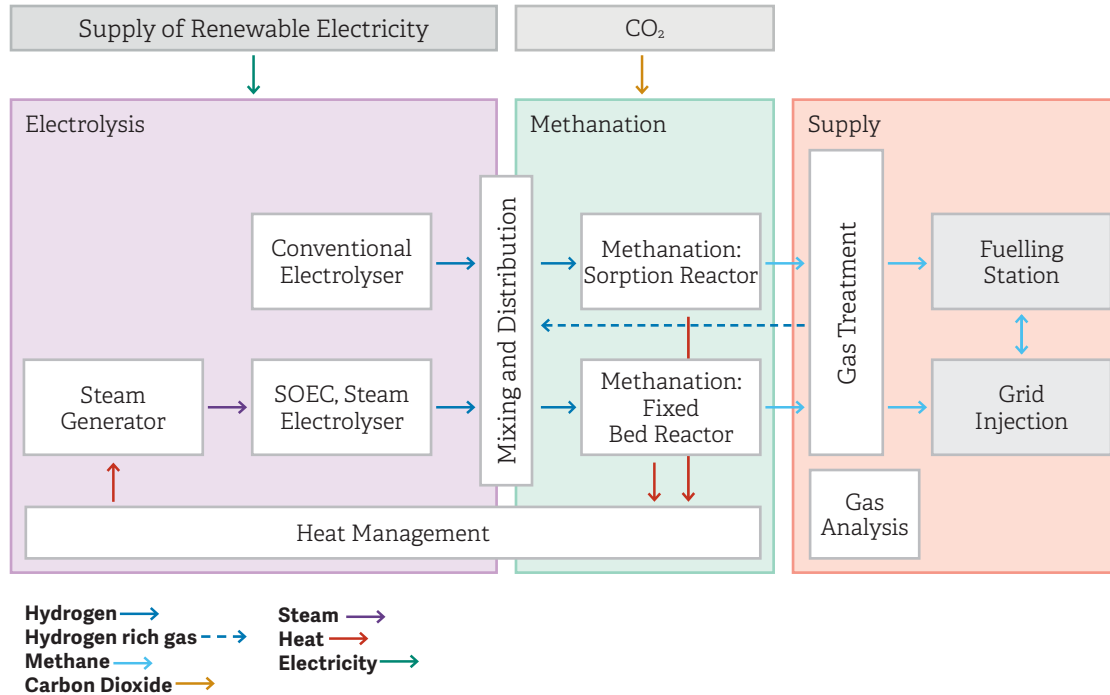 Supply of Renewable Electricity
CO₂
Electrolysis
Methanation
Supply
Conventional
Electrolyser
Mixing and Distribution
Methanation:
Sorption Reactor
Gas Treatment
Fuelling
Station
Steam
Generator
SOEC, Steam
Electrolyser
Methanation:
Fixed
Bed Reactor
Grid
Injection
Heat Management
Gas
Analysis
Hydrogen
Hydrogen rich gas
Methane
Carbon Dioxide
Steam
Heat
Electricity